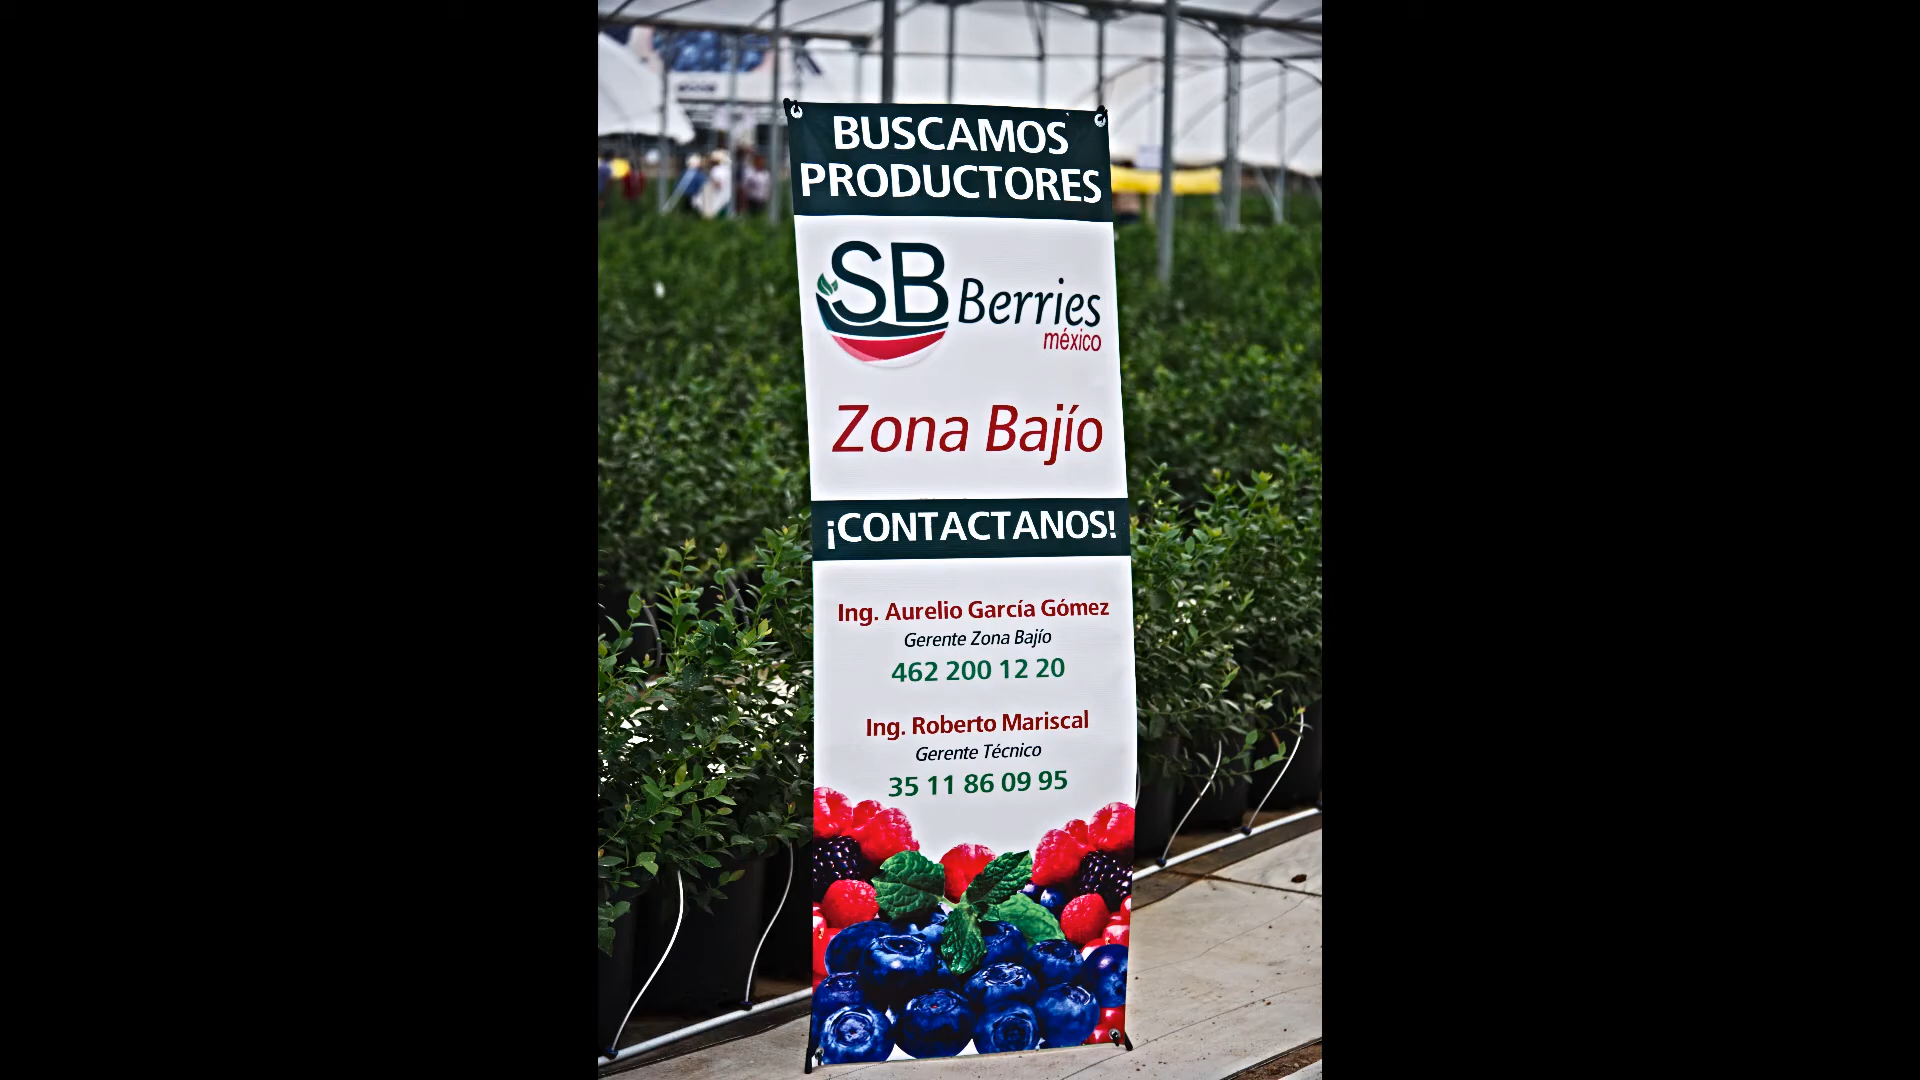 BUSCAMOS
PRODUCTORES
SB Berries
méxico
Zona Bajío
¡CONTACTANOS!
Ing. Aurelio García Gómez
Gerente Zona Bajío
462 200 12 20
Ing. Roberto Mariscal
Gerente Técnico
35 11 86 09 95